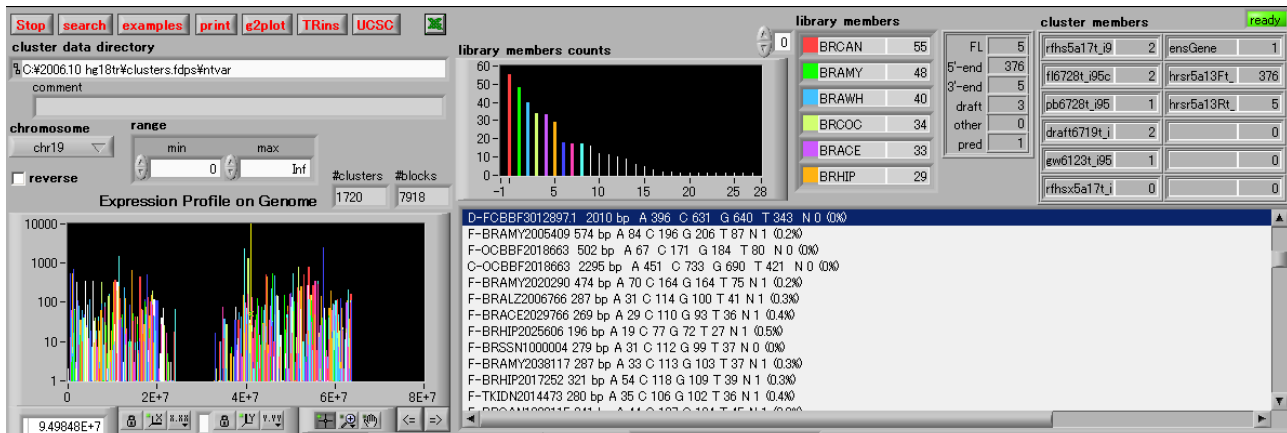 Stop search examples print g2plot TRins UCSC
cluster data directory
C:¥2006.10 hg18tr¥clusters.fdps¥ntvar
comment
chromosome
chr19
range
min max
0 Inf
reverse
#clusters #blocks
1720 7918
Expression Profile on Genome
10000
1000
100
10
1
0 2E+7 4E+7 6E+7 8E+7
9.49848E+7
library members counts
0
60
50
40
30
20
10
0
-1 5 10 15 20 25 28
library members
BRCAN 55
BRAMY 48
BRAWH 40
BRCOC 34
BRACE 33
BRHIP 29
FL 5
5'-end 376
3'-end 5
draft 3
other 0
pred 1
cluster members
ready
rfhs5a17t_i9 2 ensGene 1
fl6728t_i95c 2 hrsr5a13Ft_ 376
pb6728t_i95 1 hrsr5a13Rt_ 5
draft6719t_i 2 0
gw6123t_i95 1 0
rfhsx5a17t_i 0 0
D-FCBBF3012897.1 2010 bp A 396 C 631 G 640 T 343 N 0 (0%)
F-BRAMY2005409 574 bp A 84 C 196 G 206 T 87 N 1 (0.2%)
F-OCBBF2018663 502 bp A 67 C 171 G 184 T 80 N 0 (0%)
C-OCBBF2018663 2295 bp A 451 C 733 G 690 T 421 N 0 (0%)
F-BRAMY2020290 474 bp A 70 C 164 G 164 T 75 N 1 (0.2%)
F-BRALZ2006766 287 bp A 31 C 114 G 100 T 41 N 1 (0.3%)
F-BRACE2029766 269 bp A 29 C 110 G 93 T 36 N 1 (0.4%)
F-BRHIP2025606 196 bp A 19 C 77 G 72 T 27 N 1 (0.5%)
F-BRSSN1000004 279 bp A 31 C 112 G 99 T 37 N 0 (0%)
F-BRAMY2038117 287 bp A 33 C 113 G 103 T 37 N 1 (0.3%)
F-BRHIP2017252 321 bp A 54 C 118 G 109 T 39 N 1 (0.3%)
F-TKIDN2014473 280 bp A 35 C 106 G 102 T 36 N 1 (0.4%)